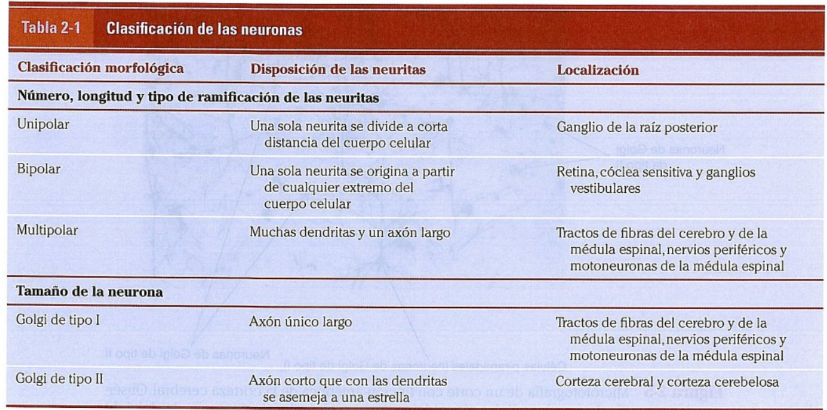 Tabla 2-1 Clasificación de las neuronas
Clasificación morfológica Disposición de las neuritas Localización
Número, longitud y tipo de ramificación de las neuritas
Unipolar Una sola neurita se divide a corta Ganglio de la raíz posterior
distancia del cuerpo celular
Bipolar Una sola neurita se origina a partir Retina, cóclea sensitiva y ganglios
de cualquier extremo del vestibulares
cuerpo celular
Multipolar Muchas dendritas y un axón largo Tractos de fibras del cerebro y de la
médula espinal, nervios periféricos y
motoneuronas de la médula espinal
Tamaño de la neurona
Golgi de tipo I Axón único largo Tractos de fibras del cerebro y de la
médula espinal, nervios periféricos y
motoneuronas de la médula espinal
Golgi de tipo II Axón corto que con las dendritas Corteza cerebral y corteza cerebelosa
se asemeja a una estrella